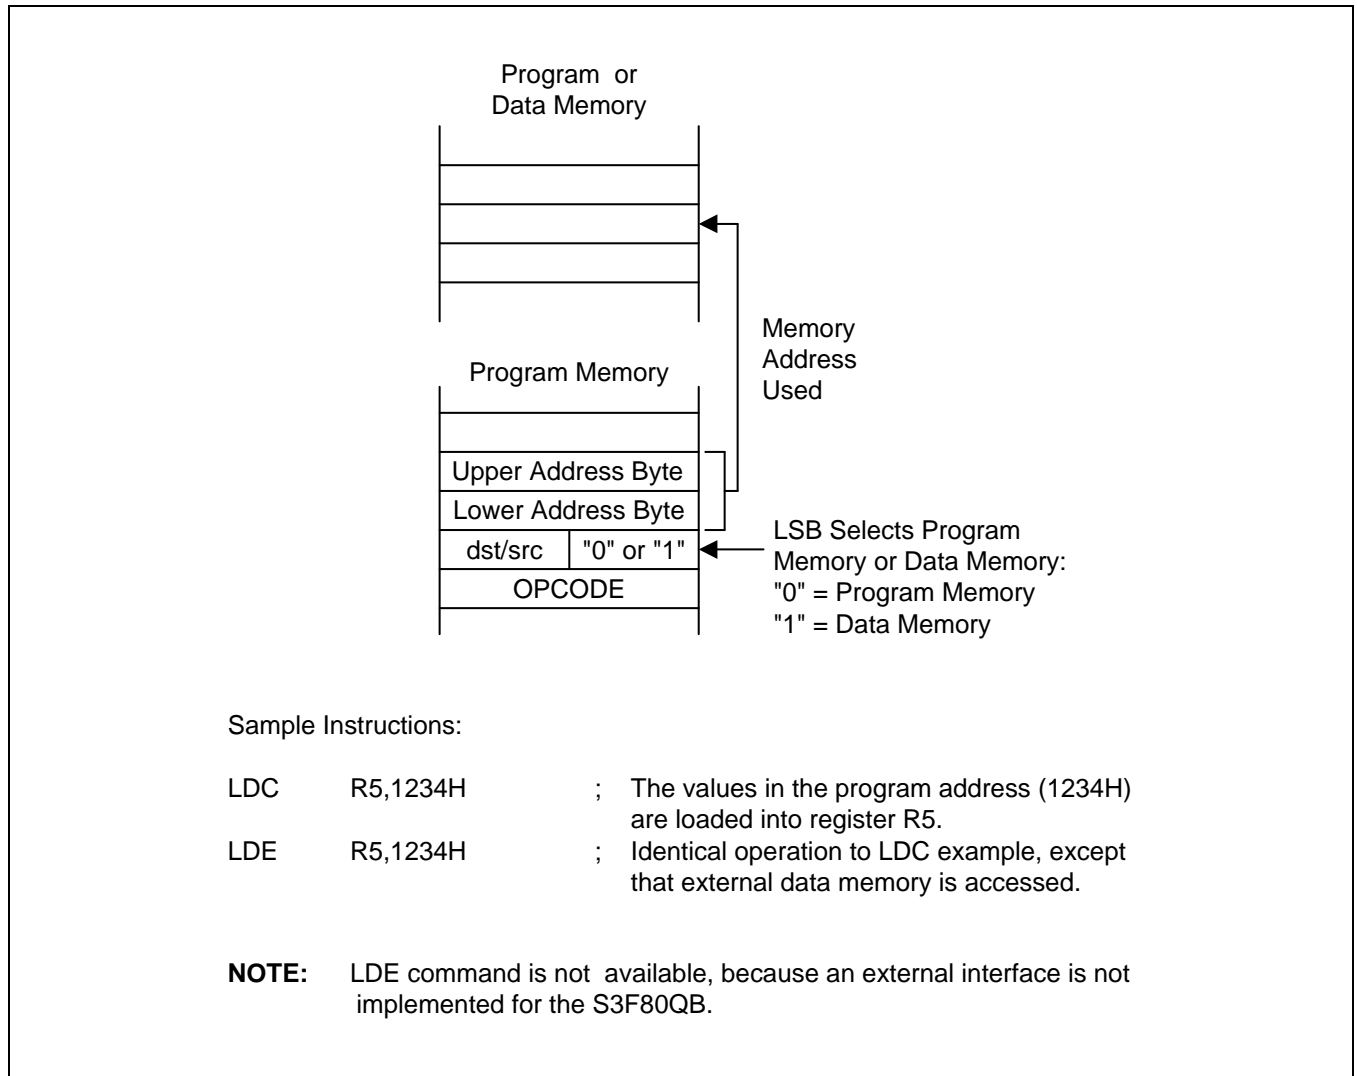 Program or
Data Memory
Memory
Address
Used
Program Memory
Upper Address Byte
Lower Address Byte
dst/src "0" or "1"
OPCODE
LSB Selects Program
Memory or Data Memory:
"0" = Program Memory
"1" = Data Memory
Sample Instructions:
LDC R5,1234H ; The values in the program address (1234H)
are loaded into register R5.
LDE R5,1234H ; Identical operation to LDC example, except
that external data memory is accessed.
NOTE: LDE command is not available, because an external interface is not
implemented for the S3F80QB.